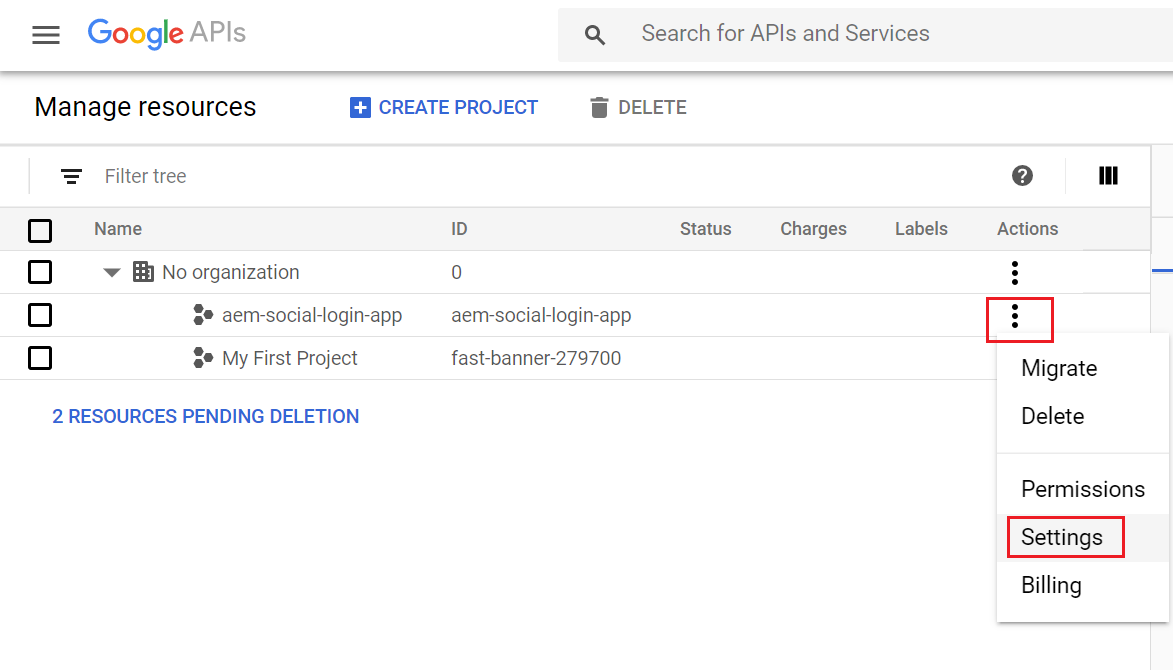 Google APIs
Search for APIs and Services
Manage resources
CREATE PROJECT
DELETE
Filter tree
Name ID Status Charges Labels Actions
No organization 0
aem-social-login-app aem-social-login-app
My First Project fast-banner-279700
2 RESOURCES PENDING DELETION
Migrate
Delete
Permissions
Settings
Billing